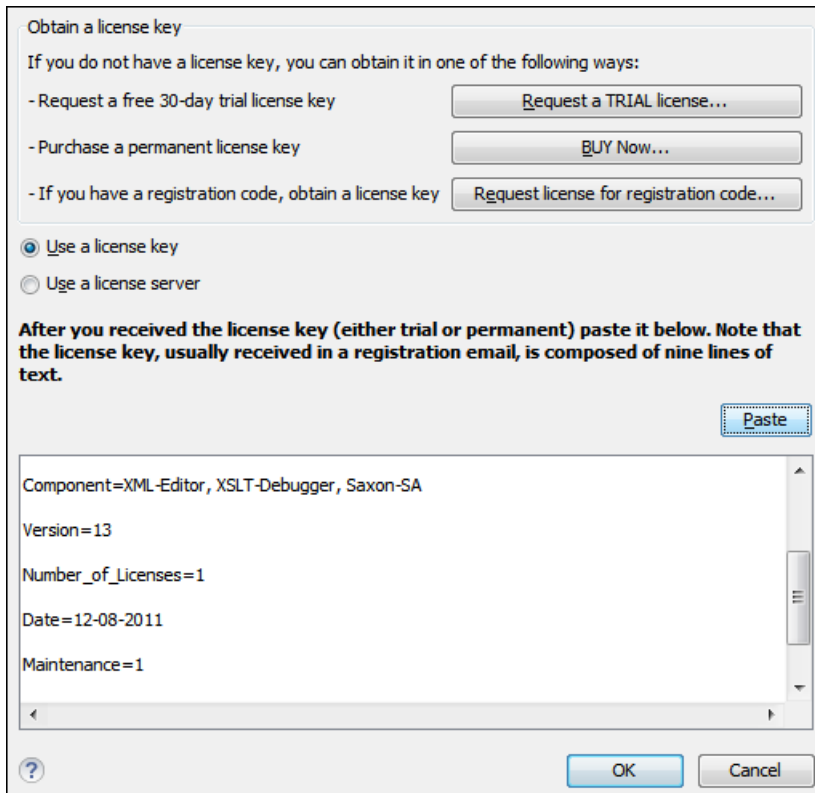 Obtain a license key
If you do not have a license key, you can obtain it in one of the following ways:
- Request a free 30-day trial license key
Request a TRIAL license...
- Purchase a permanent license key
BUY Now...
- If you have a registration code, obtain a license key
Request license for registration code...
Use a license key
Use a license server
After you received the license key (either trial or permanent) paste it below. Note that
the license key, usually received in a registration email, is composed of nine lines of
text.
Paste
Component=XML-Editor, XSLT-Debugger, Saxon-SA
Version=13
Number_of_Licenses=1
Date=12-08-2011
Maintenance=1
?
OK
Cancel